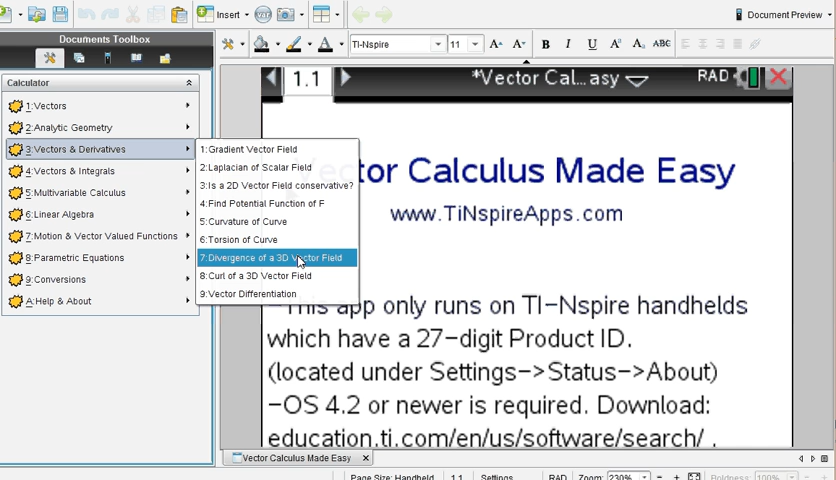 Insert
Document Preview
Documents Toolbox
TI-Nspire 11 A A B I U A A ABC
Calculator
1.1 *Vector Cal...asy RAD
1:Vectors
2:Analytic Geometry
3:Vectors & Derivatives
4:Vectors & Integrals
5:Multivariable Calculus
6:Linear Algebra
7:Motion & Vector Valued Functions
8:Parametric Equations
9:Conversions
A:Help & About
1:Gradient Vector Field
2:Laplacian of Scalar Field
3:Is a 2D Vector Field conservative?
4:Find Potential Function of F
5:Curvature of Curve
6:Torsion of Curve
7:Divergence of a 3D Vector Field
8:Curl of a 3D Vector Field
9:Vector Differentiation
ctor Calculus Made Easy
www.TiNspireApps.com
-This app only runs on TI-Nspire handhelds
which have a 27-digit Product ID.
(located under Settings->Status->About)
-OS 4.2 or newer is required. Download:
education.ti.com/en/us/software/search/ .
Vector Calculus Made Easy
Page Size: Handheld 1.1 Settings RAD Zoom: 230% Boldness: 100%